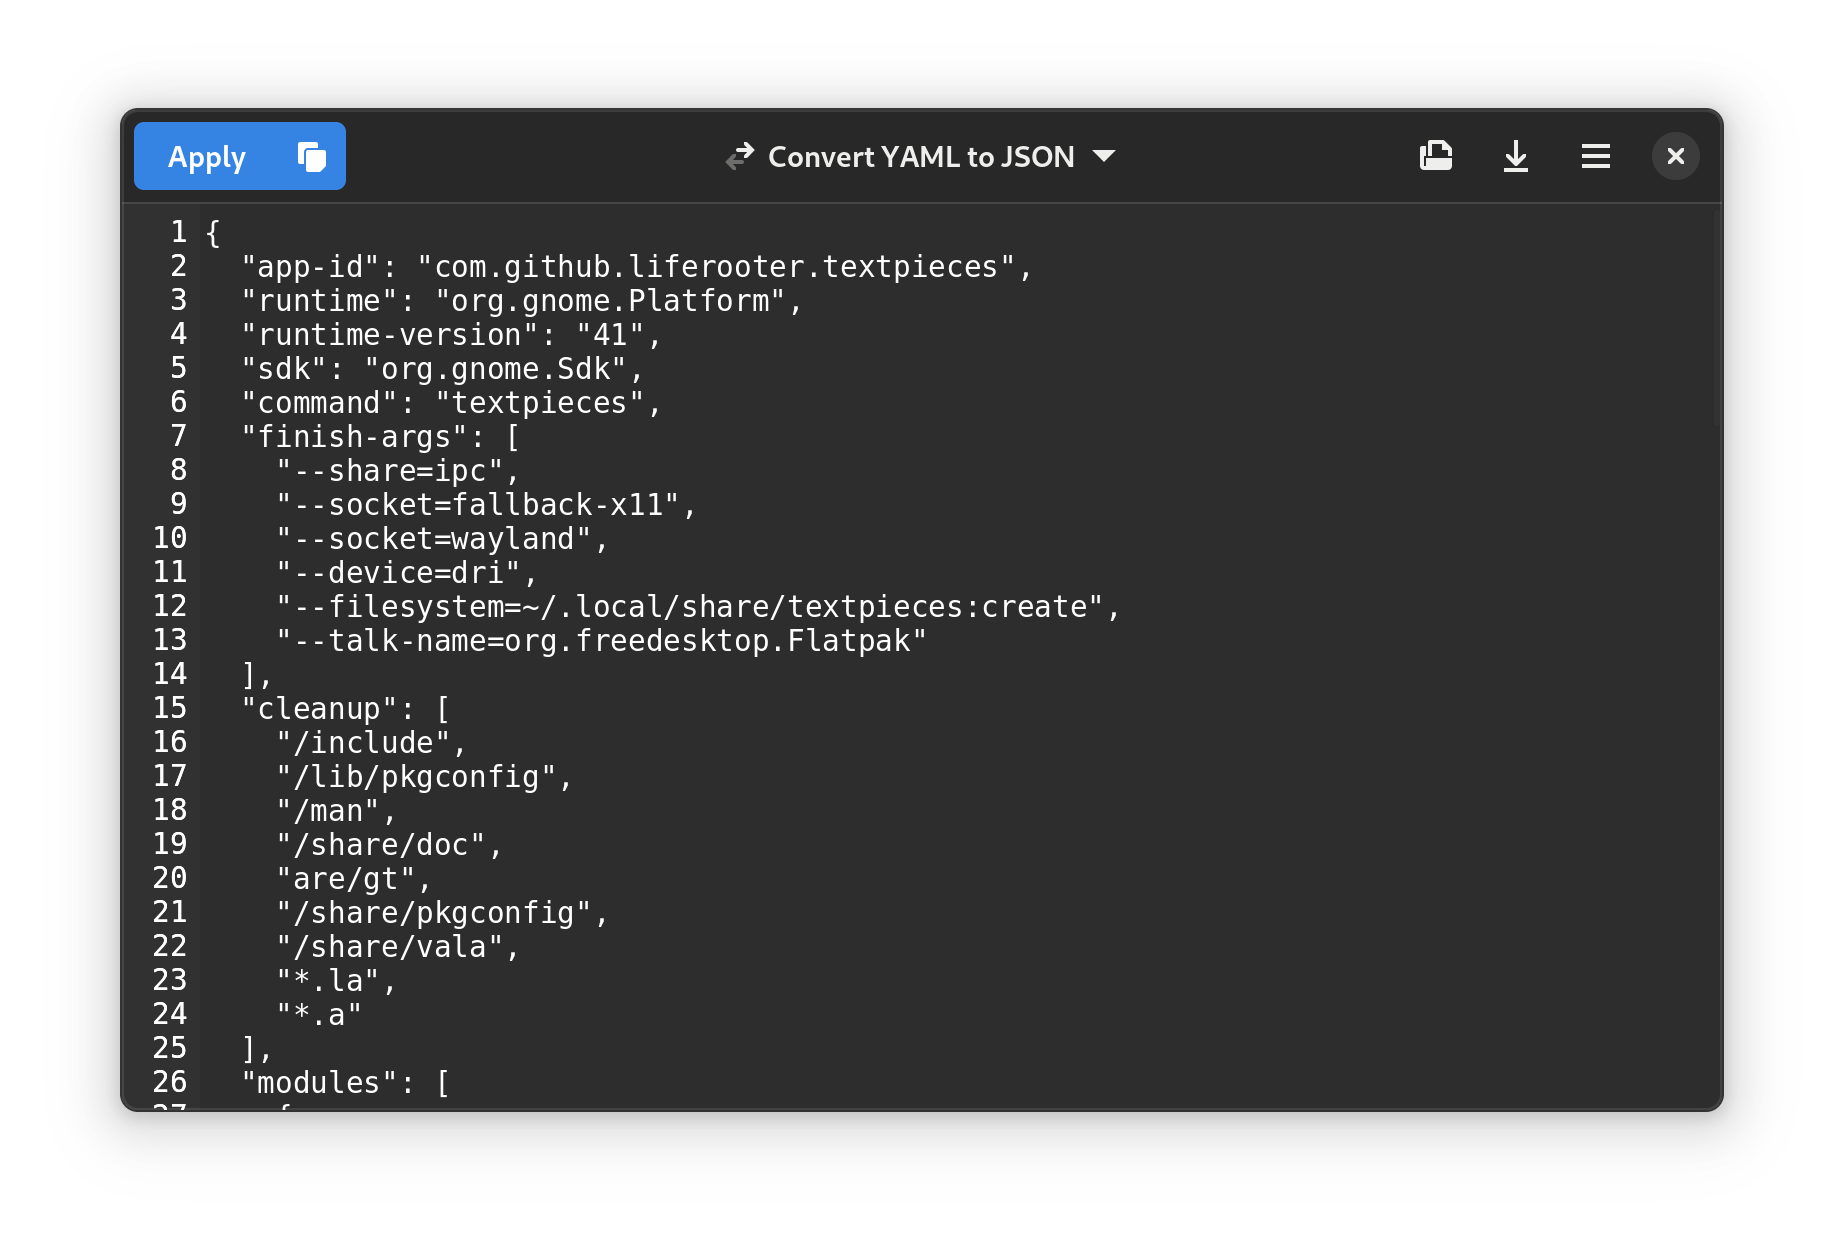 Apply
Convert YAML to JSON
1 {
2   "app-id": "com.github.liferooter.textpieces",
3   "runtime": "org.gnome.Platform",
4   "runtime-version": "41",
5   "sdk": "org.gnome.Sdk",
6   "command": "textpieces",
7   "finish-args": [
8     "--share=ipc",
9     "--socket=fallback-x11",
10     "--socket=wayland",
11     "--device=dri",
12     "--filesystem=~/.local/share/textpieces:create",
13     "--talk-name=org.freedesktop.Flatpak"
14   ],
15   "cleanup": [
16     "/include",
17     "/lib/pkgconfig",
18     "/man",
19     "/share/doc",
20     "are/gt",
21     "/share/pkgconfig",
22     "/share/vala",
23     "*.la",
24     "*.a"
25   ],
26   "modules": [
27     {